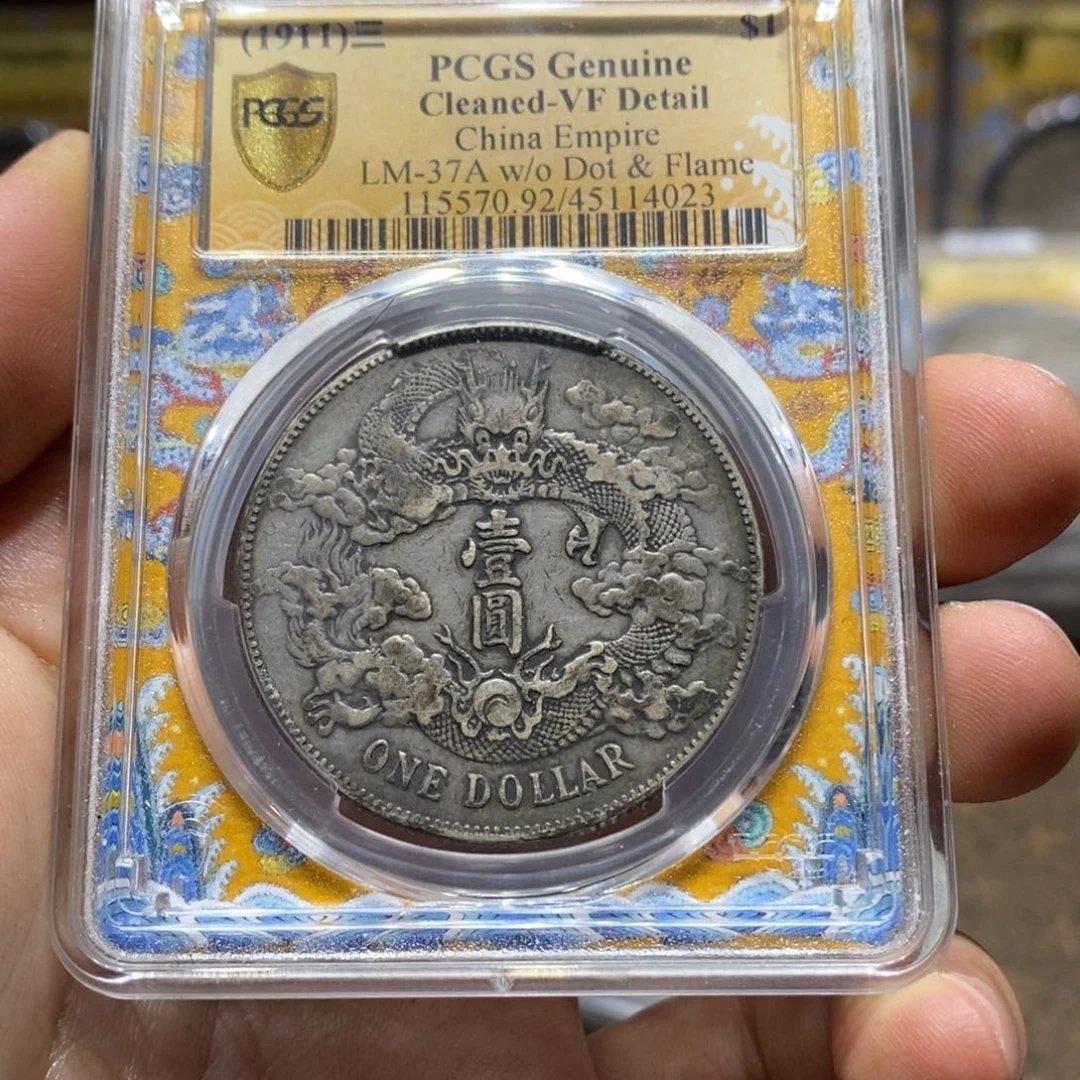 (1911)三
$1
PCGS
PCGS Genuine
Cleaned-VF Detail
China Empire
LM-37A w/o Dot & Flame
115570.92/45114023
壹圓
ONE DOLLAR